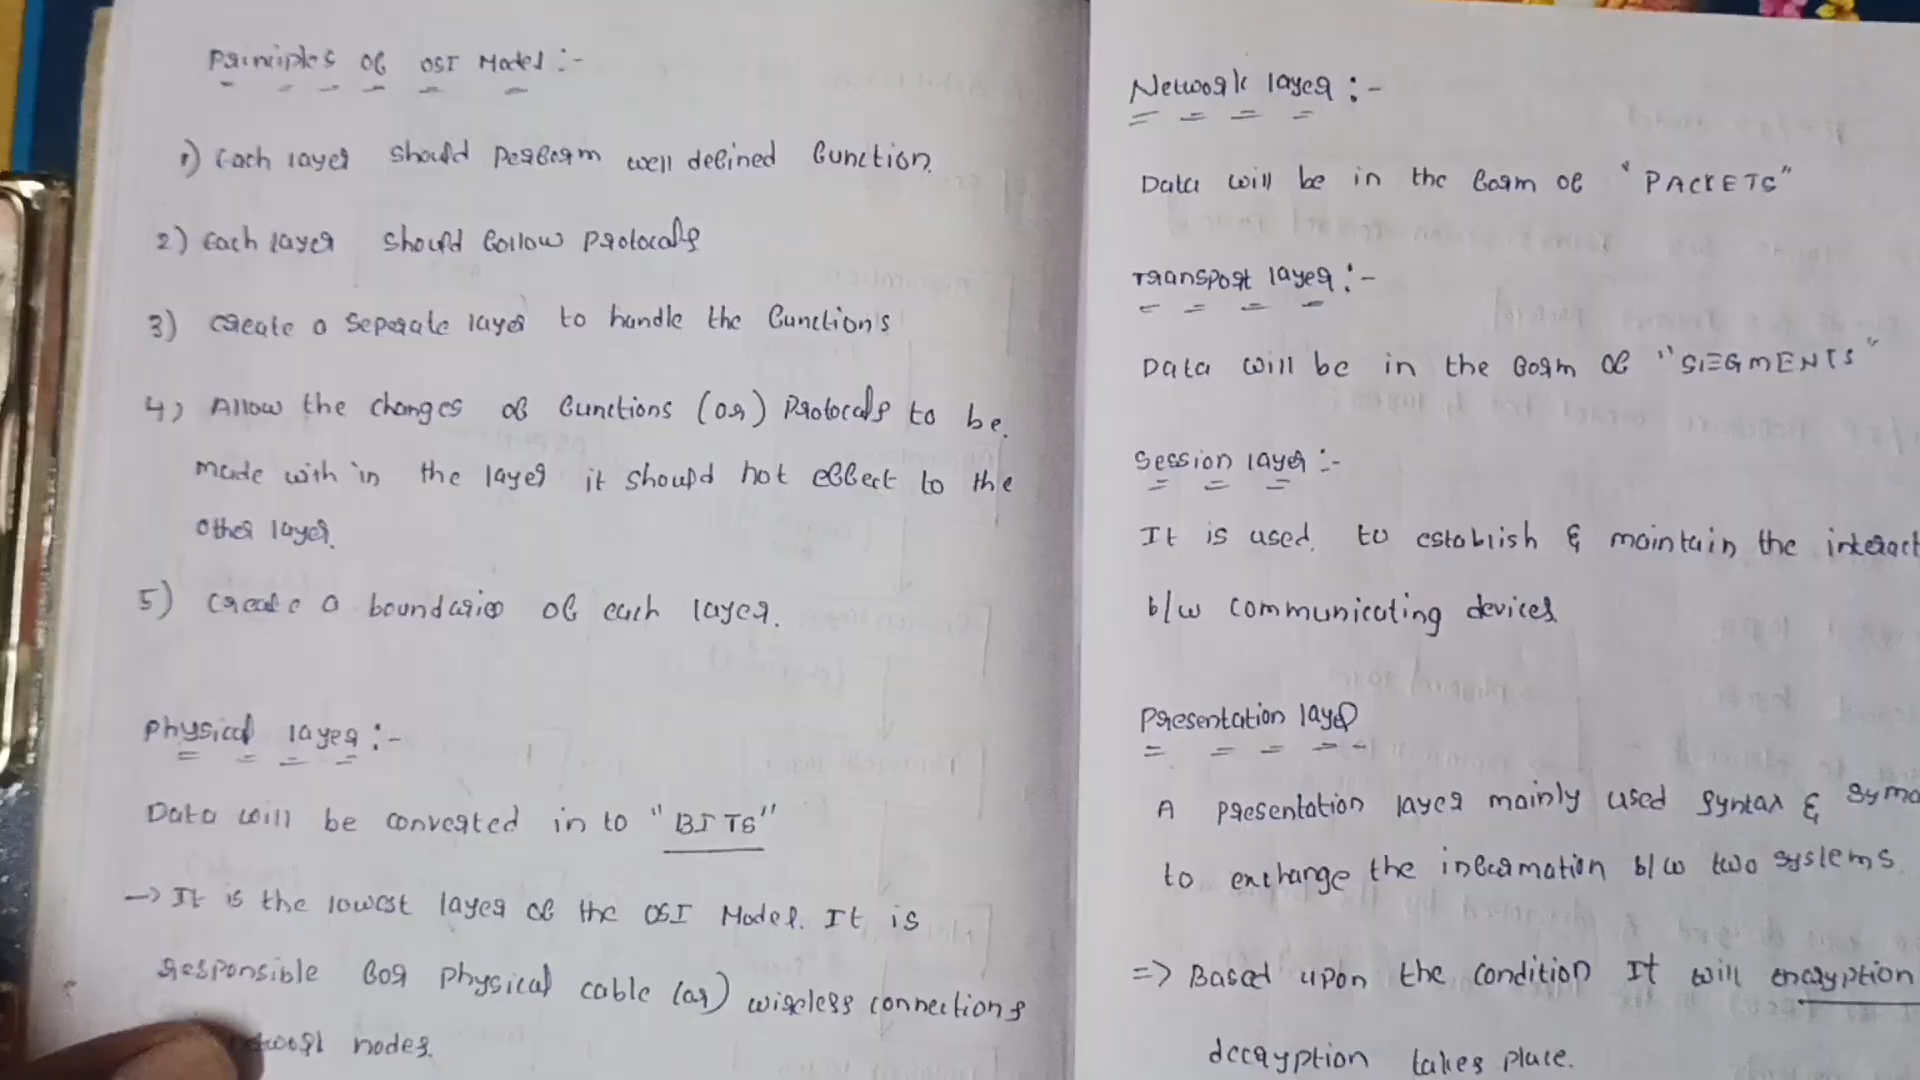 Principles of OSI Model :-
1) Each layer should perform well defined function.
2) Each layer should follow protocals
3) create a seperate layer to handle the functions
4) Allow the changes of functions (or) protocals to be
made with in the layer it should not effect to the
other layer.
5) Create a boundaries of each layer.
Physical layer :-
Data will be converted in to "BITS"
-> It is the lowest layer of the OSI Model. It is
responsible for physical cable (or) wireless connections
nodes.
Network layer :-
Data will be in the form of "PACKETS"
Transport layer :-
Data will be in the form of "SEGMENTS"
Session layer :-
It is used to establish & maintain the interact
b/w communicating devices
Presentation layer
A presentation layer mainly used syntax &
to exchange the information b/w two systems.
=> Based upon the condition It will encryption
decryption takes place.